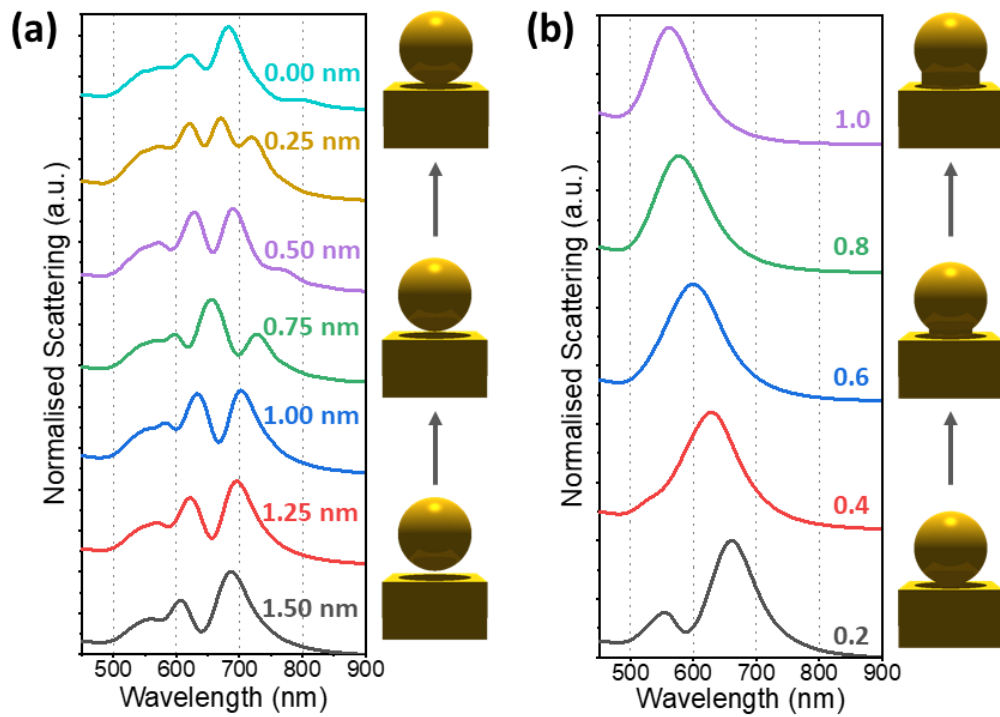 (a)
Normalised Scattering (a.u.)
0.00 nm
0.25 nm
0.50 nm
0.75 nm
1.00 nm
1.25 nm
1.50 nm
500 600 700 800 900
Wavelength (nm)
(b)
Normalised Scattering (a.u.)
1.0
0.8
0.6
0.4
0.2
500 600 700 800 900
Wavelength (nm)